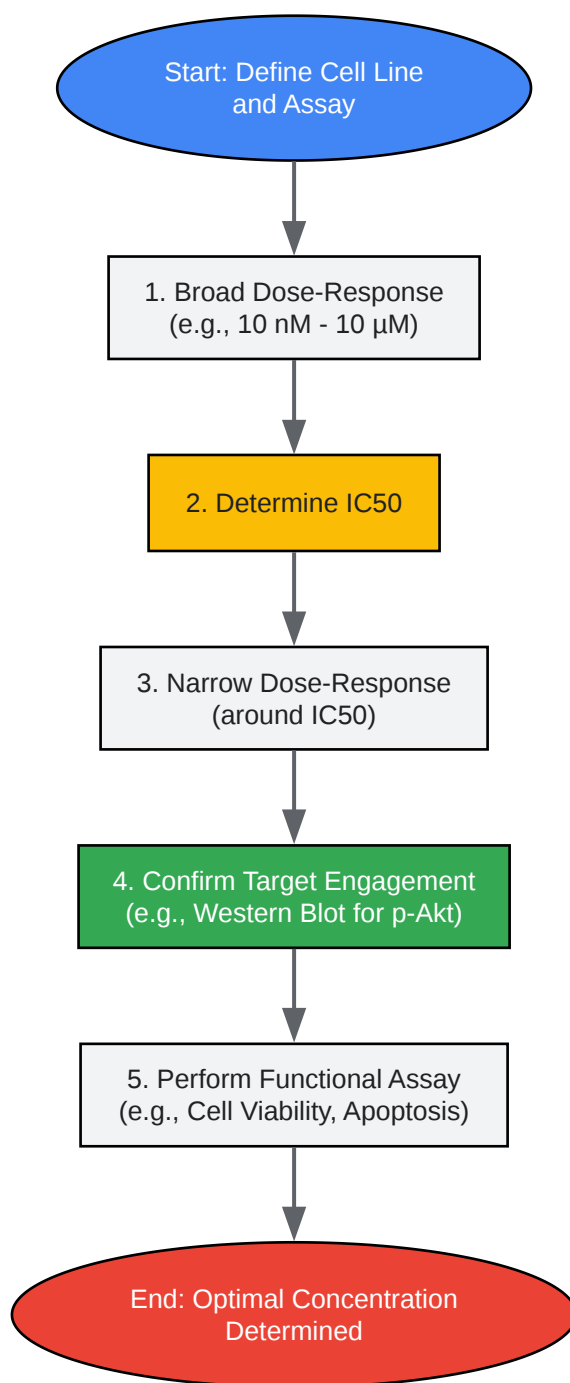 Start: Define Cell Line
and Assay
1. Broad Dose-Response
(e.g., 10 nM - 10 µM)
2. Determine IC50
3. Narrow Dose-Response
(around IC50)
4. Confirm Target Engagement
(e.g., Western Blot for p-Akt)
5. Perform Functional Assay
(e.g., Cell Viability, Apoptosis)
End: Optimal Concentration
Determined